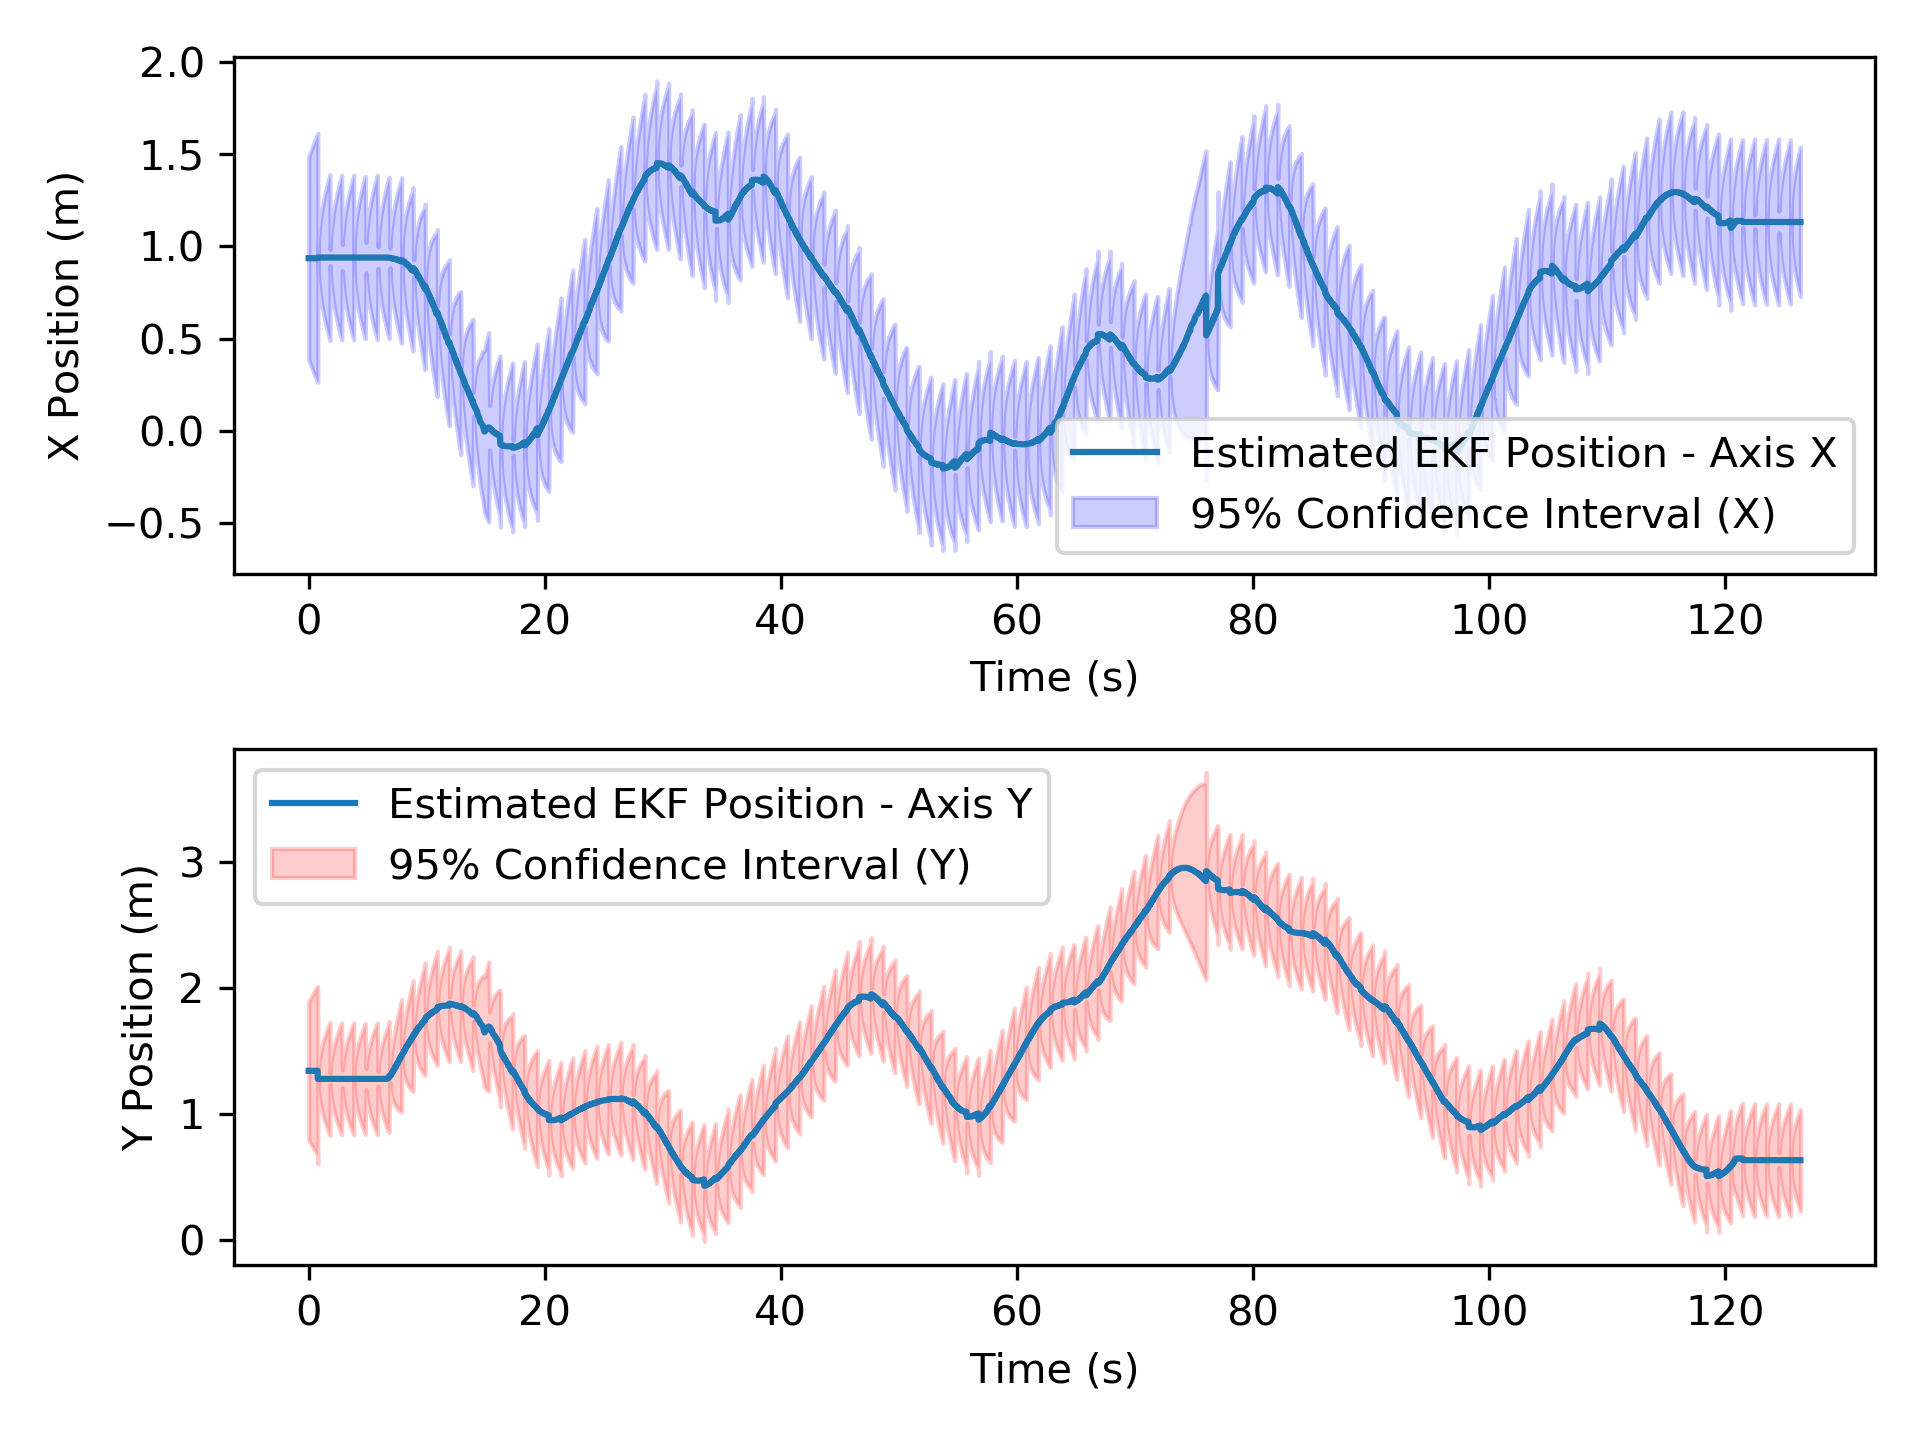 2.0
1.5
1.0
0.5
0.0
−0.5
X Position (m)
Estimated EKF Position - Axis X
95% Confidence Interval (X)
0 20 40 60 80 100 120
Time (s)
Estimated EKF Position - Axis Y
95% Confidence Interval (Y)
3
2
1
0
Y Position (m)
0 20 40 60 80 100 120
Time (s)